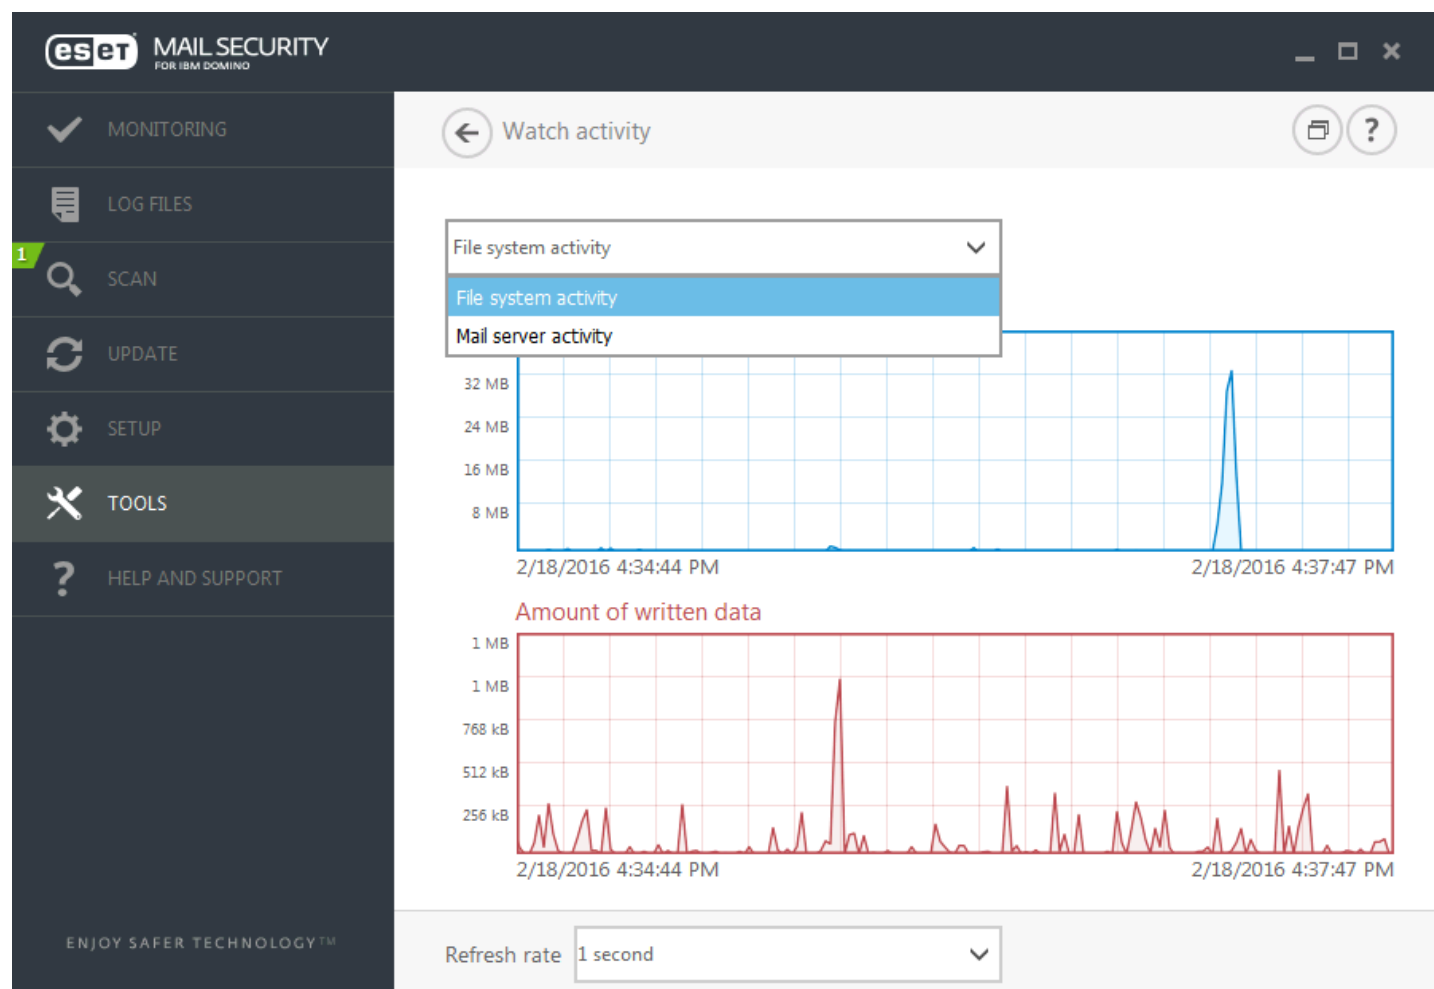 eset MAIL SECURITY
FOR IBM DOMINO
MONITORING
LOG FILES
1
SCAN
UPDATE
SETUP
TOOLS
HELP AND SUPPORT
ENJOY SAFER TECHNOLOGY™
Watch activity
?
File system activity
File system activity
Mail server activity
32 MB
24 MB
16 MB
8 MB
2/18/2016 4:34:44 PM 2/18/2016 4:37:47 PM
Amount of written data
1 MB
1 MB
768 kB
512 kB
256 kB
2/18/2016 4:34:44 PM 2/18/2016 4:37:47 PM
Refresh rate 1 second